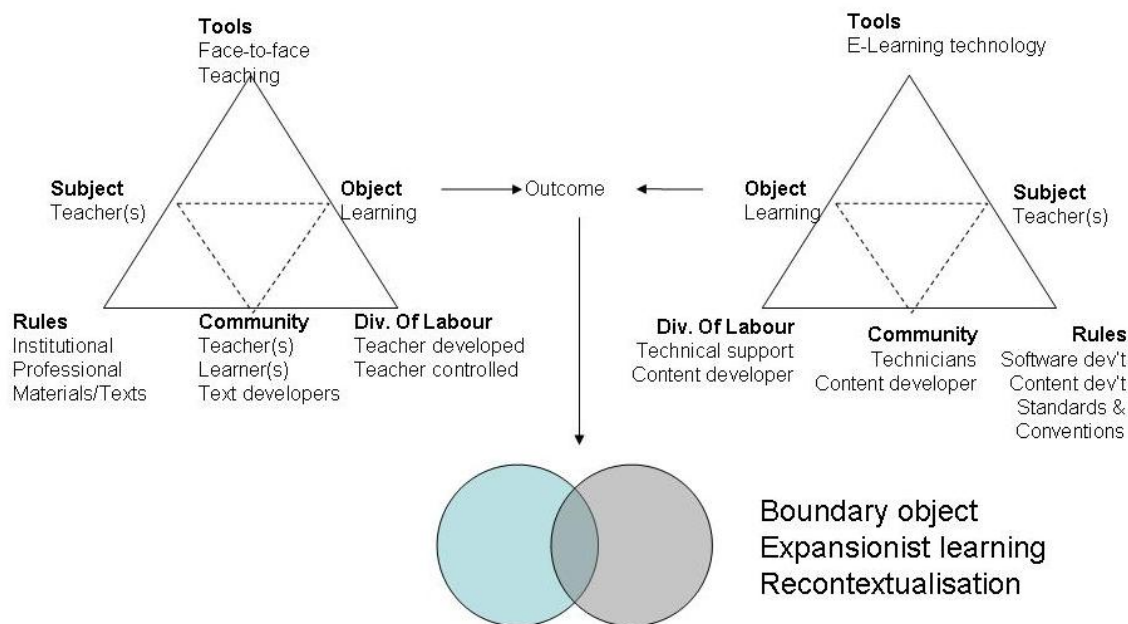 Tools
Face-to-face
Teaching
Tools
E-Learning technology
Subject
Teacher(s)
Object
Learning
Outcome
Object
Learning
Subject
Teacher(s)
Rules
Institutional
Professional
Materials/Texts
Community
Teacher(s)
Learner(s)
Text developers
Div. Of Labour
Teacher developed
Teacher controlled
Div. Of Labour
Technical support
Content developer
Community
Technicians
Content developer
Rules
Software dev't
Content dev't
Standards &
Conventions
Boundary object
Expansionist learning
Recontextualisation